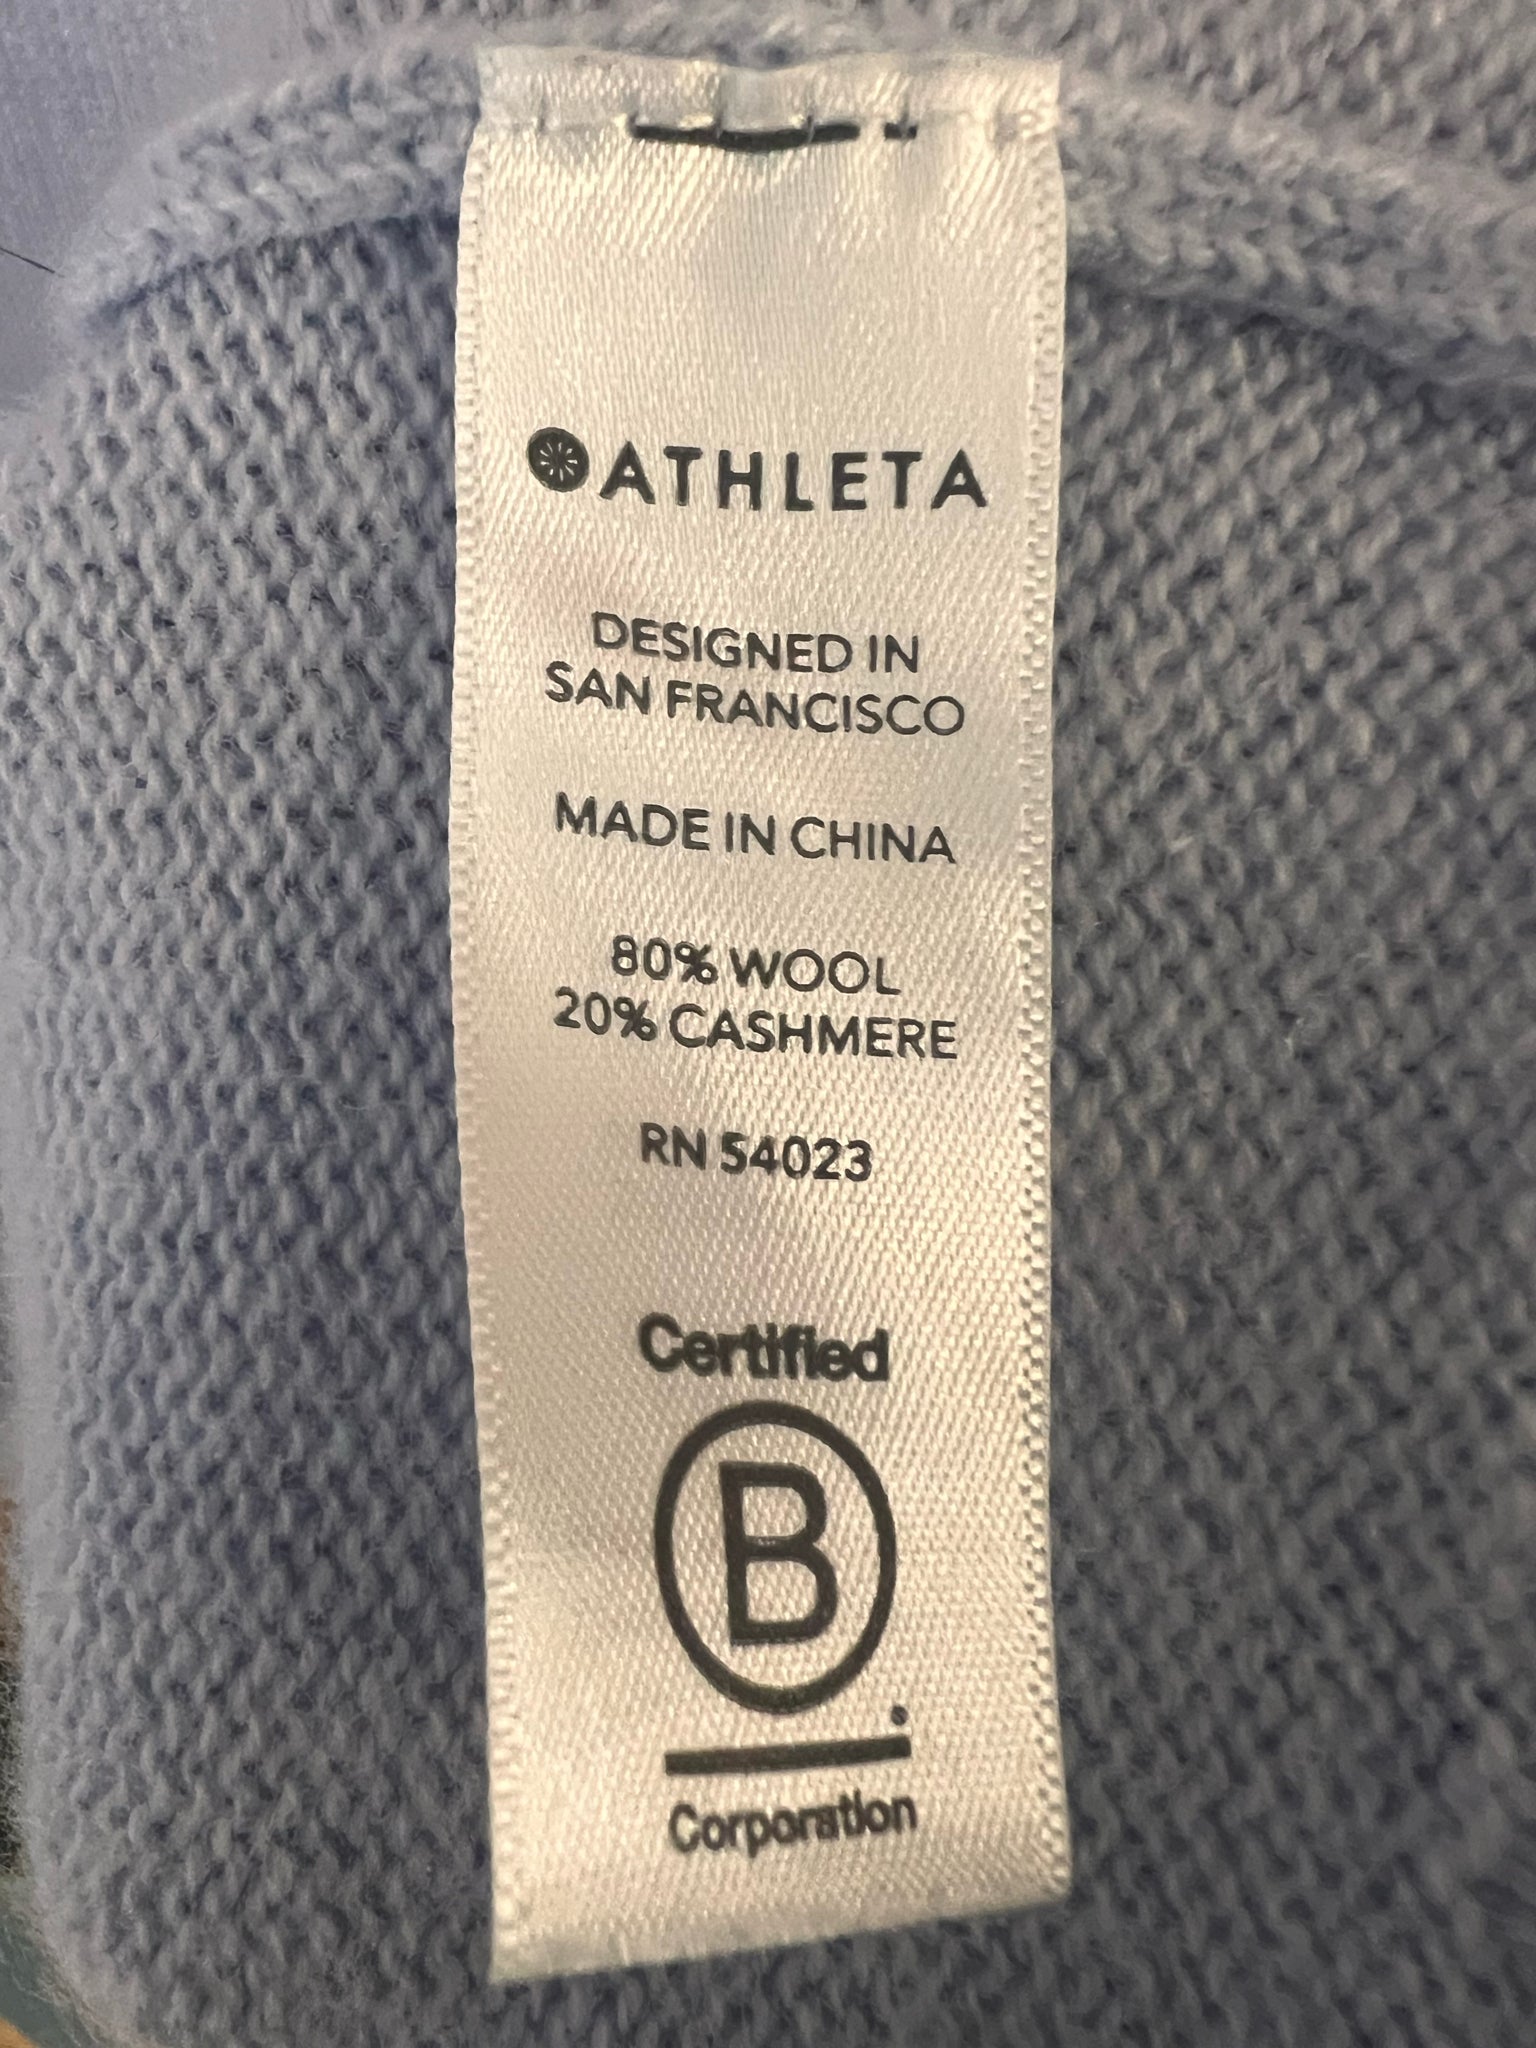 ATHLETA
DESIGNED IN
SAN FRANCISCO
MADE IN CHINA
80% WOOL
20% CASHMERE
RN 54023
Certified
B
Corporation